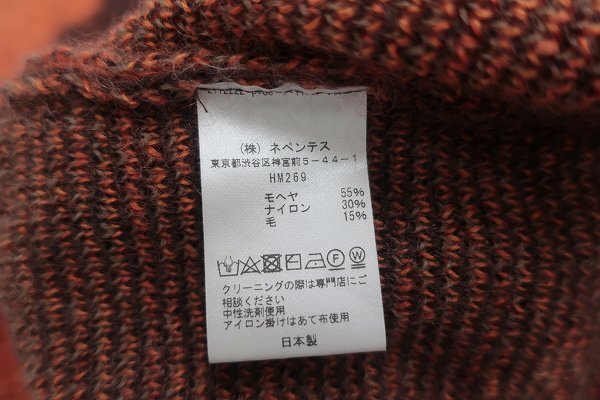 (株) ネペンテス
東京都渋谷区神宮前5-44-1
HM269
モヘヤ 55%
ナイロン 30%
毛 15%
F W
クリーニングの際は専門店にご
相談ください
中性洗剤使用
アイロン掛けはあて布使用
日本製